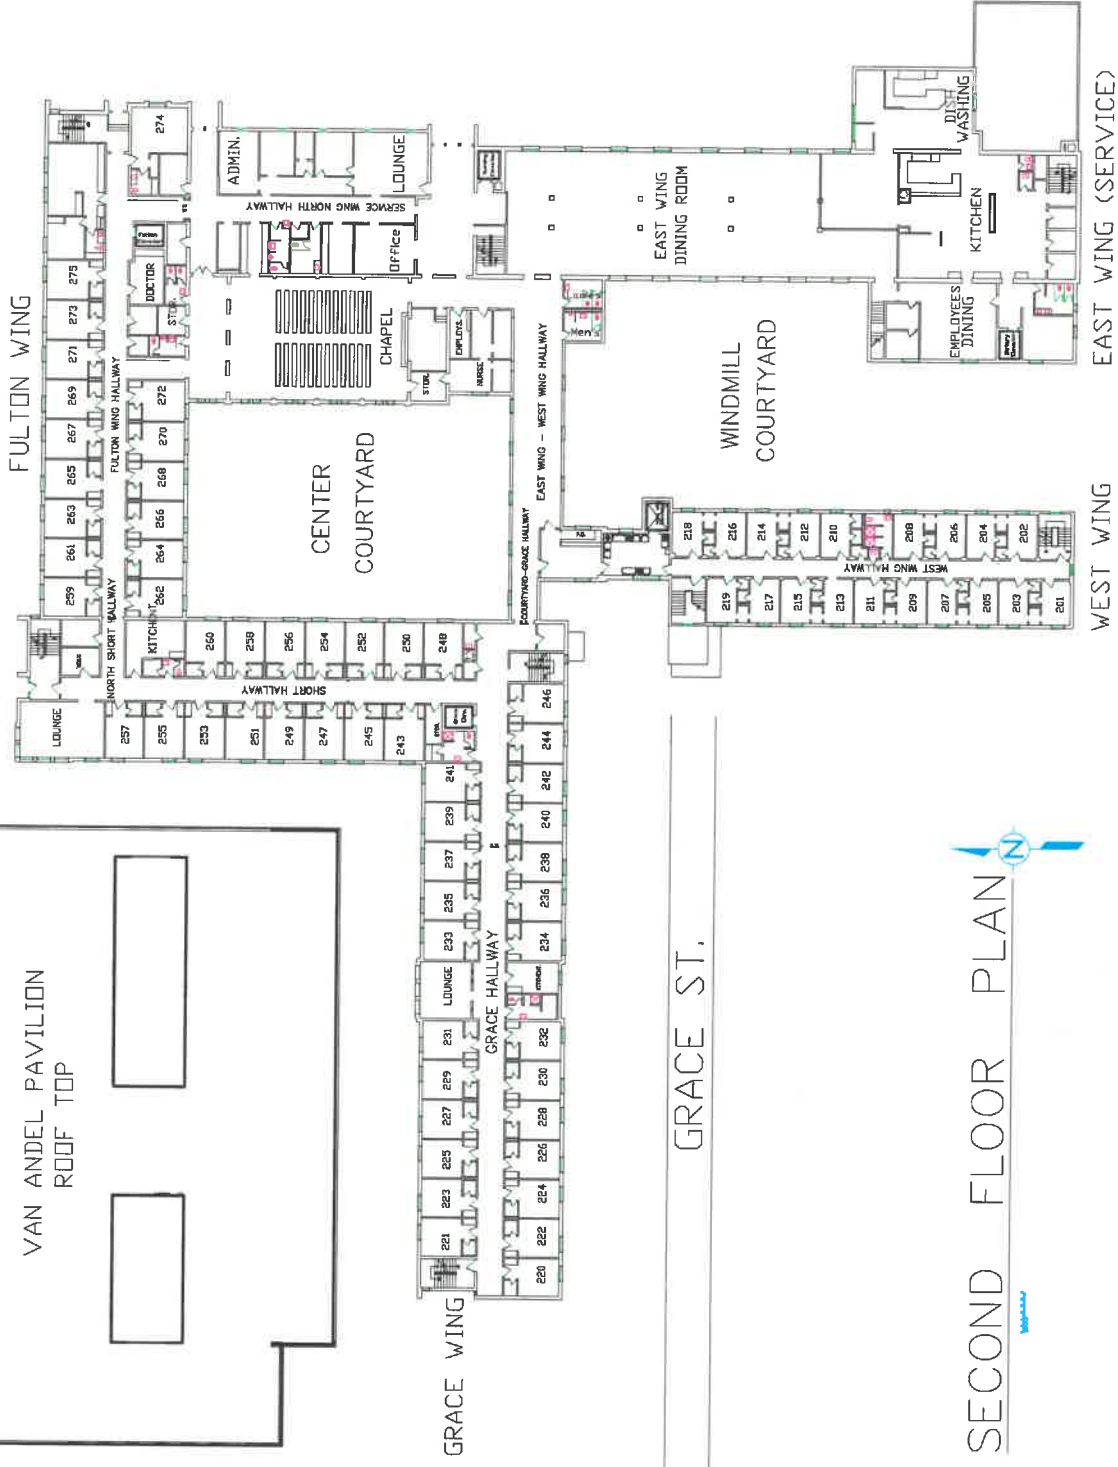 FULTON WING
274
ADMIN.
LOUNGE
SERVICE WING NORTH HALLWAY
Office
DOCTOR
STOR.
275
273
271
269
267
265
263
261
259
FULTON WING HALLWAY
272
270
268
266
264
262
CHAPEL
STOR.
EMPLOYS.
NURSE
CENTER
COURTYARD
NORTH SHORT HALLWAY
KITCHENT
LOUNGE
260
258
256
254
252
250
248
SHORT HALLWAY
257
255
253
251
249
247
245
243
STOR.
EAST WING
DINING ROOM
DISH
WASHING
KITCHEN
EMPLOYEES
DINING
Men's
EAST WING (SERVICE)
EAST WING - WEST WING HALLWAY
COURTYARD-GRACE HALLWAY
WINDMILL
COURTYARD
218
216
214
212
210
208
206
204
202
WEST WING HALLWAY
219
217
215
213
211
209
207
205
203
201
WEST WING
241
239
237
235
233
LOUNGE
231
229
227
225
223
221
GRACE HALLWAY
246
244
242
240
238
236
234
232
230
228
226
224
222
220
GRACE WING
VAN ANDEL PAVILION
ROOF TOP
GRACE ST.
N
SECOND FLOOR PLAN